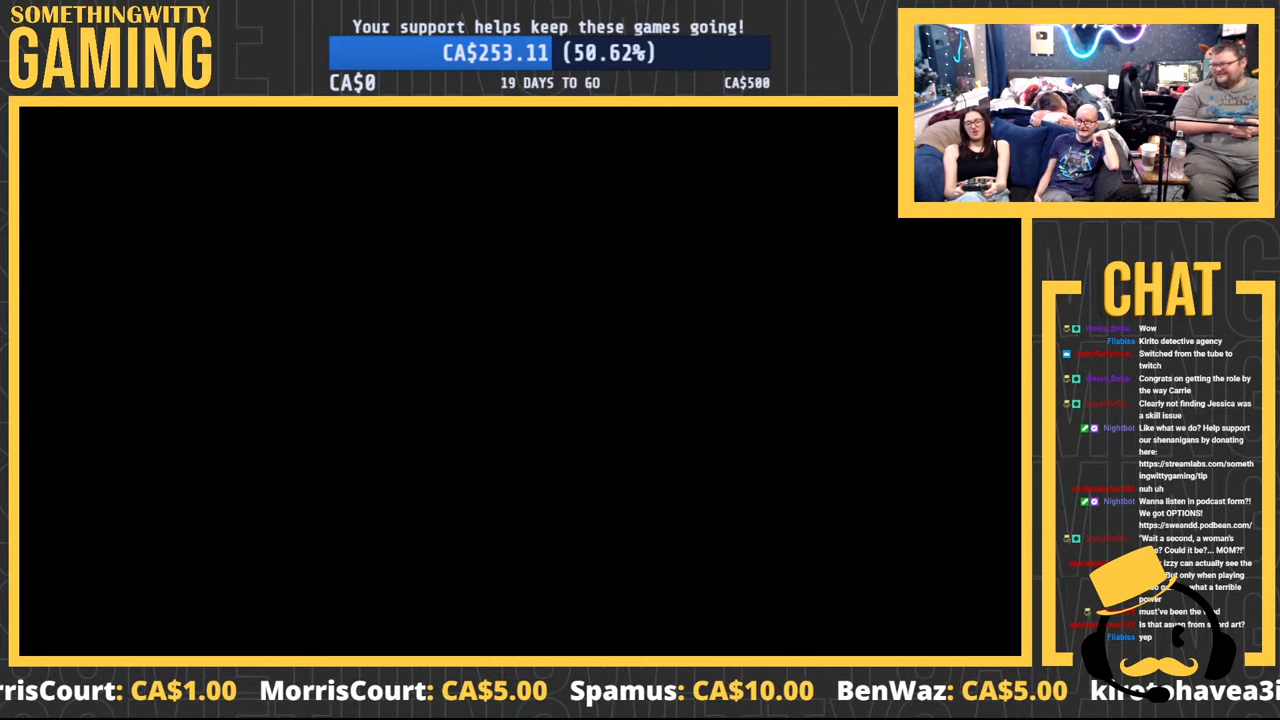 SOMETHINGWITTY
GAMING
Your support helps keep these games going!
CA$253.11 (50.62%)
CA$0 19 DAYS TO GO CA$500
CHAT
Wow
Filabiss Kirito detective agency
Switched from the tube to
twitch
Congrats on getting the role by
the way Carrie
Clearly not finding Jessica was
a skill issue
Nightbot Like what we do? Help support
our shenanigans by donating
here:
https://streamlabs.com/someth
ingwittygaming/tip
nuh uh
Nightbot Wanna listen in podcast form?!
We got OPTIONS!
https://sweandd.podbean.com/
"Wait a second, a woman's
? Could it be?... MOM?!"
izzy can actually see the
But only when playing
what a terrible
power
must've been the
Is that from art?
Filabiss yep
rrisCourt: CA$1.00 MorrisCourt: CA$5.00 Spamus: CA$10.00 BenWaz: CA$5.00 kirotohavea3i